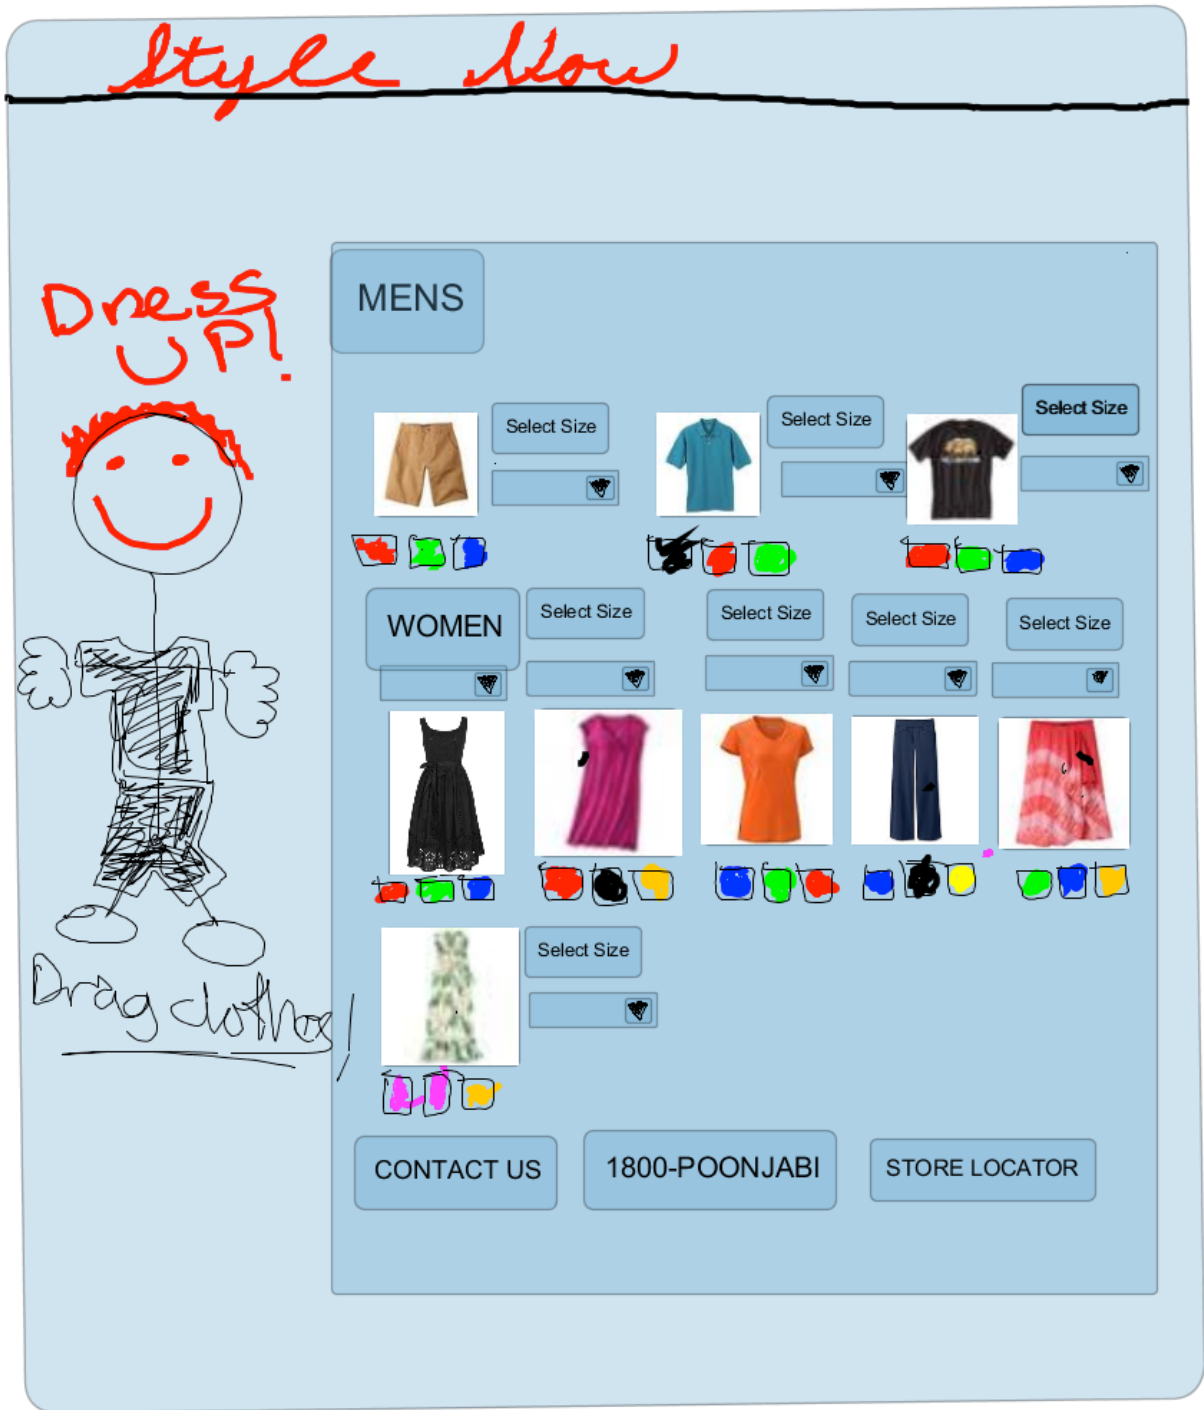 Style Now
Dress
UP!
MENS
Select Size
Select Size
Select Size
WOMEN
Select Size
Select Size
Select Size
Select Size
Select Size
Drag clothes!
CONTACT US
1800-POONJABI
STORE LOCATOR